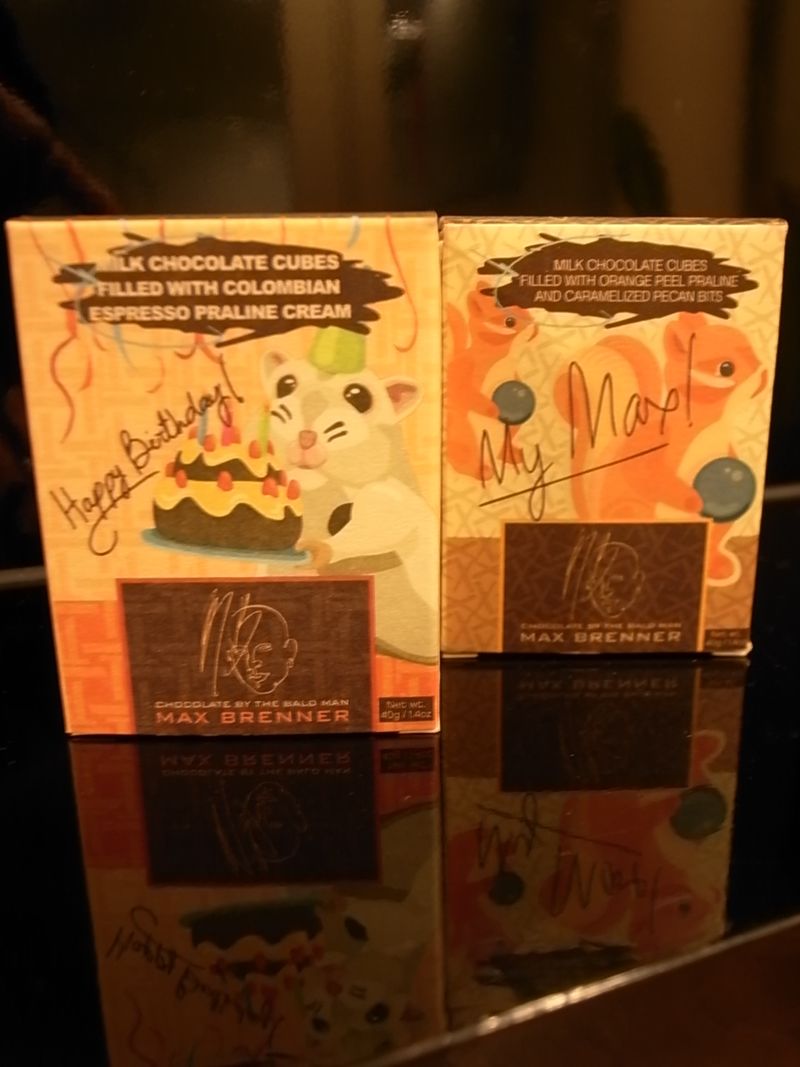 MILK CHOCOLATE CUBES
FILLED WITH COLOMBIAN
ESPRESSO PRALINE CREAM
Happy Birthday!
CHOCOLATE BY THE BALD MAN
MAX BRENNER
Net wt.
40g / 1.4oz
MILK CHOCOLATE CUBES
FILLED WITH ORANGE PEEL PRALINE
AND CARAMELIZED PECAN BITS
My Max!
CHOCOLATE BY THE BALD MAN
MAX BRENNER